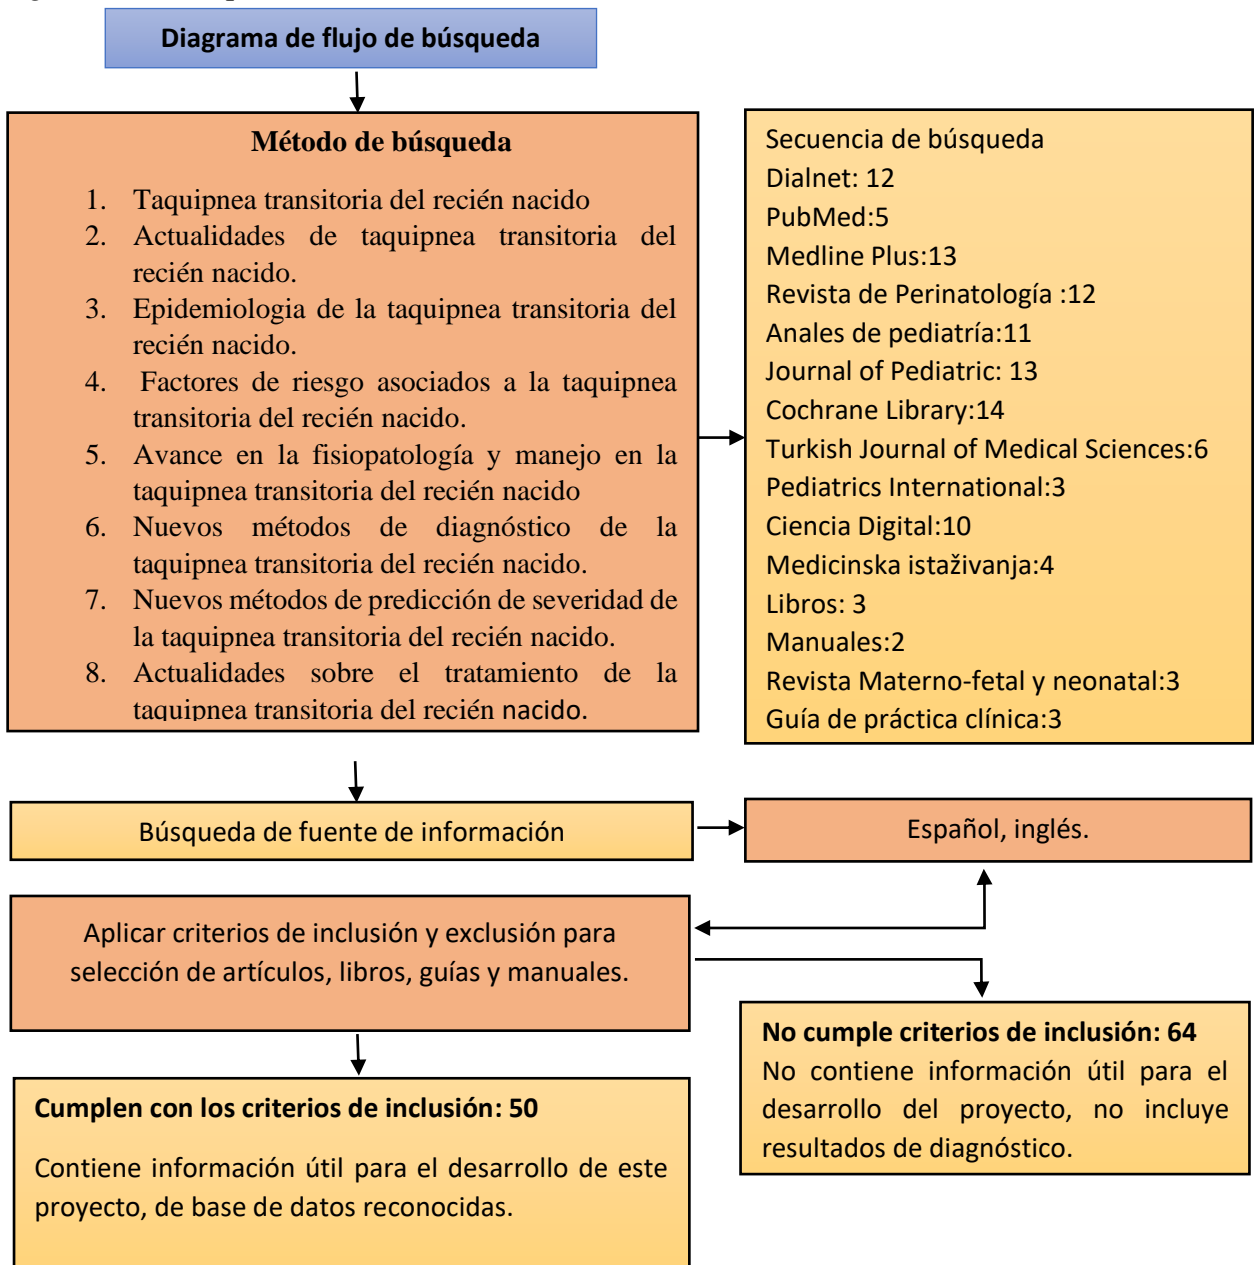 Diagrama de flujo de búsqueda
Método de búsqueda
1. Taquipnea transitoria del recién nacido
2. Actualidades de taquipnea transitoria del
recién nacido.
3. Epidemiologia de la taquipnea transitoria del
recién nacido.
4. Factores de riesgo asociados a la taquipnea
transitoria del recién nacido.
5. Avance en la fisiopatología y manejo en la
taquipnea transitoria del recién nacido
6. Nuevos métodos de diagnóstico de la
taquipnea transitoria del recién nacido.
7. Nuevos métodos de predicción de severidad de
la taquipnea transitoria del recién nacido.
8. Actualidades sobre el tratamiento de la
taquipnea transitoria del recién nacido.
Secuencia de búsqueda
Dialnet: 12
PubMed:5
Medline Plus:13
Revista de Perinatología :12
Anales de pediatría:11
Journal of Pediatric: 13
Cochrane Library:14
Turkish Journal of Medical Sciences:6
Pediatrics International:3
Ciencia Digital:10
Medicinska istaživanja:4
Libros: 3
Manuales:2
Revista Materno-fetal y neonatal:3
Guía de práctica clínica:3
Búsqueda de fuente de información
Español, inglés.
Aplicar criterios de inclusión y exclusión para
selección de artículos, libros, guías y manuales.
No cumple criterios de inclusión: 64
No contiene información útil para el
desarrollo del proyecto, no incluye
resultados de diagnóstico.
Cumplen con los criterios de inclusión: 50
Contiene información útil para el desarrollo de este
proyecto, de base de datos reconocidas.